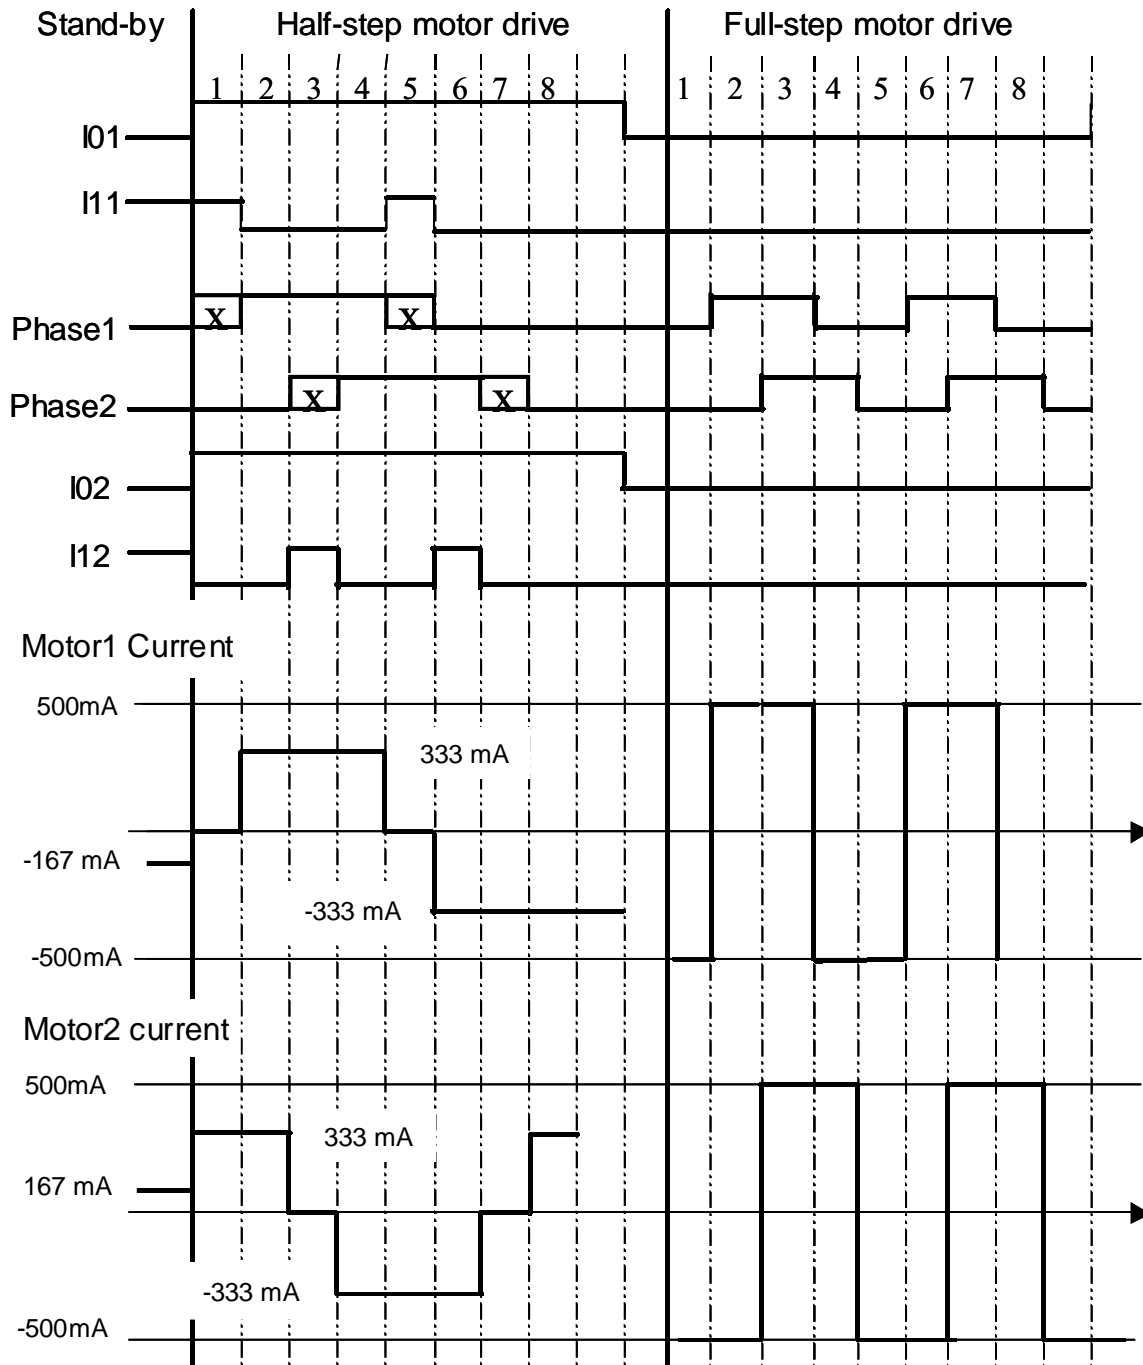 Stand-by Half-step motor drive Full-step motor drive
1 2 3 4 5 6 7 8 1 2 3 4 5 6 7 8
I01
I11
Phase1 X X
Phase2 X X
I02
I12
Motor1 Current
500mA
333 mA
-167 mA
-333 mA
-500mA
Motor2 current
500mA
333 mA
167 mA
-333 mA
-500mA